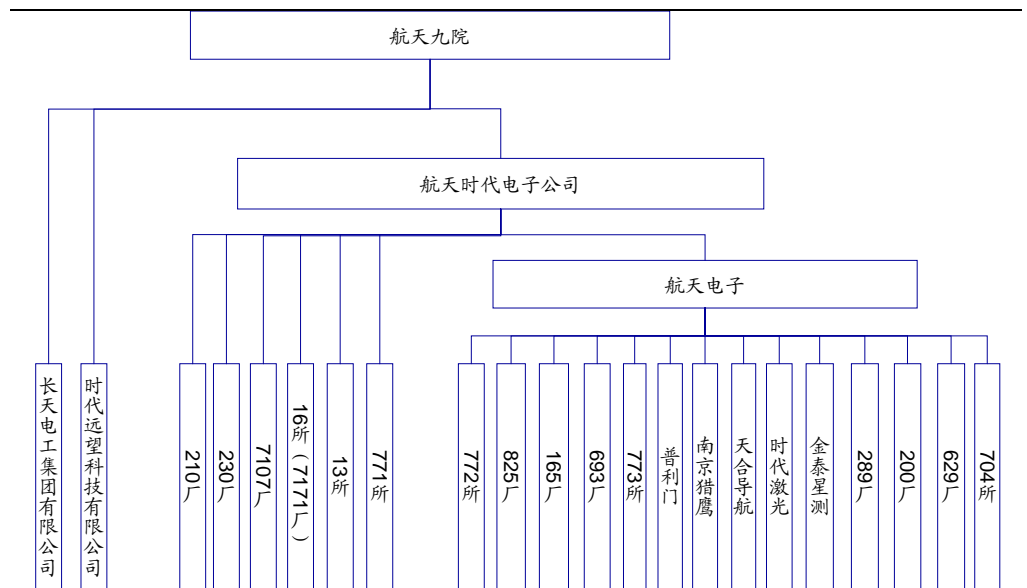 航天九院
航天时代电子公司
航天电子
长天电工集团有限公司
时代远望科技有限公司
210厂
230厂
7107厂
16所（7171厂）
13所
771所
772所
825厂
165厂
693厂
773所
普利门
南京猎鹰
天合导航
时代激光
金泰星测
289厂
200厂
629厂
704所